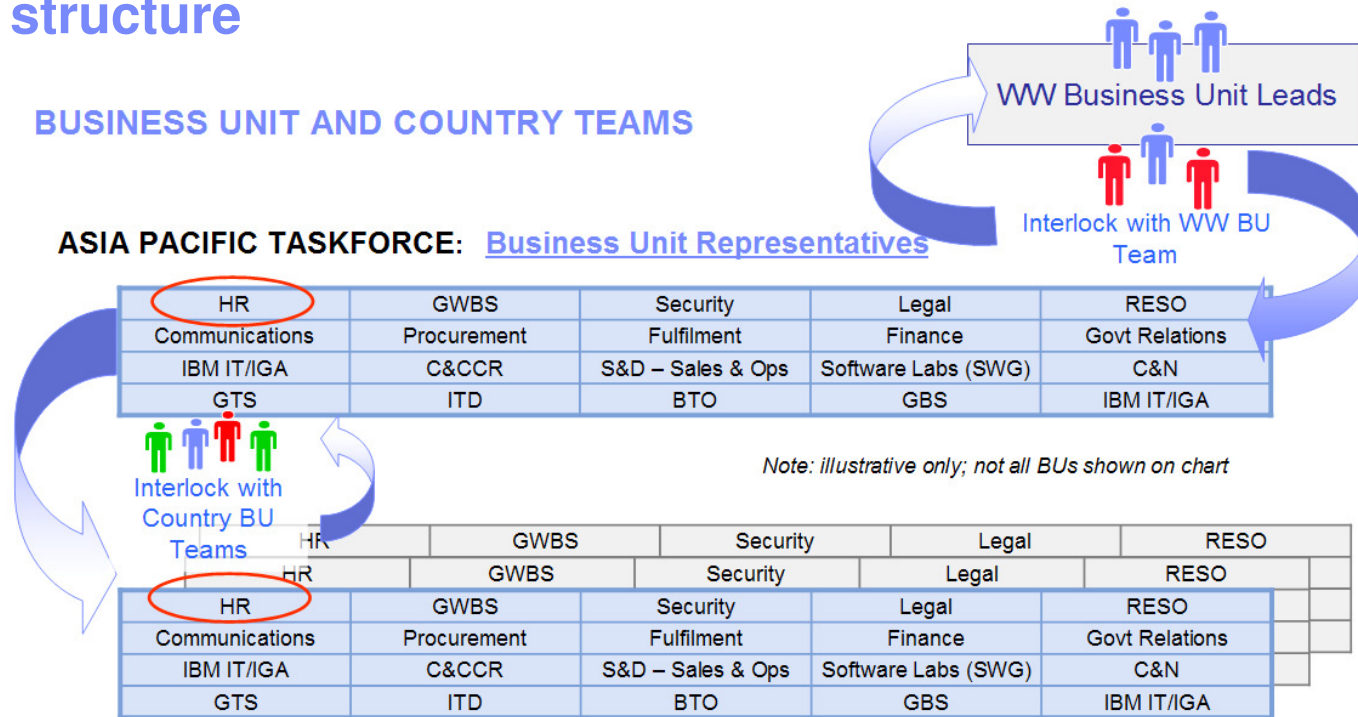 structure
WW Business Unit Leads
BUSINESS UNIT AND COUNTRY TEAMS
Interlock with WW BU
Team
ASIA PACIFIC TASKFORCE: Business Unit Representatives
HR GWBS Security Legal RESO
Communications Procurement Fulfilment Finance Govt Relations
IBM IT/IGA C&CCR S&D – Sales & Ops Software Labs (SWG) C&N
GTS ITD BTO GBS IBM IT/IGA
Note: illustrative only; not all BUs shown on chart
Interlock with
Country BU
Teams
HR GWBS Security Legal RESO
HR GWBS Security Legal RESO
HR GWBS Security Legal RESO
Communications Procurement Fulfilment Finance Govt Relations
IBM IT/IGA C&CCR S&D – Sales & Ops Software Labs (SWG) C&N
GTS ITD BTO GBS IBM IT/IGA